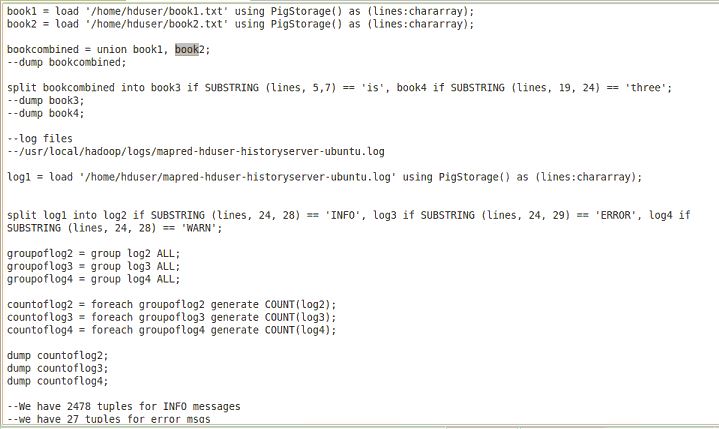 book1 = load '/home/hduser/book1.txt' using PigStorage() as (lines:chararray);
book2 = load '/home/hduser/book2.txt' using PigStorage() as (lines:chararray);
bookcombined = union book1, book2;
--dump bookcombined;
split bookcombined into book3 if SUBSTRING (lines, 5,7) == 'is', book4 if SUBSTRING (lines, 19, 24) == 'three';
--dump book3;
--dump book4;
--log files
--/usr/local/hadoop/logs/mapred-hduser-historyserver-ubuntu.log
log1 = load '/home/hduser/mapred-hduser-historyserver-ubuntu.log' using PigStorage() as (lines:chararray);
split log1 into log2 if SUBSTRING (lines, 24, 28) == 'INFO', log3 if SUBSTRING (lines, 24, 29) == 'ERROR', log4 if
SUBSTRING (lines, 24, 28) == 'WARN';
groupoflog2 = group log2 ALL;
groupoflog3 = group log3 ALL;
groupoflog4 = group log4 ALL;
countoflog2 = foreach groupoflog2 generate COUNT(log2);
countoflog3 = foreach groupoflog3 generate COUNT(log3);
countoflog4 = foreach groupoflog4 generate COUNT(log4);
dump countoflog2;
dump countoflog3;
dump countoflog4;
--We have 2478 tuples for INFO messages
--we have 27 tuples for error msgs